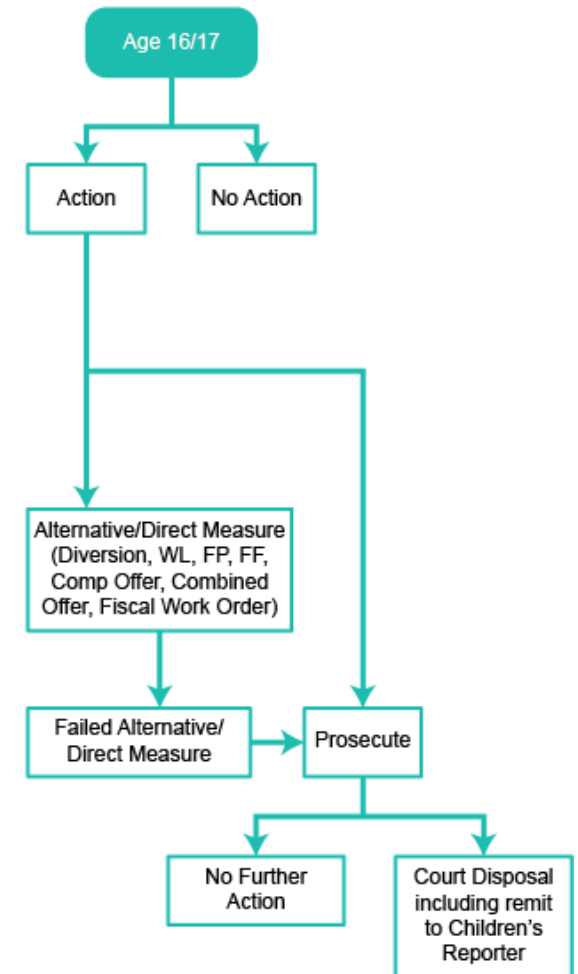 Age 16/17
Action
No Action
Alternative/Direct Measure
(Diversion, WL, FP, FF,
Comp Offer, Combined
Offer, Fiscal Work Order)
Failed Alternative/
Direct Measure
Prosecute
No Further
Action
Court Disposal
including remit
to Children's
Reporter